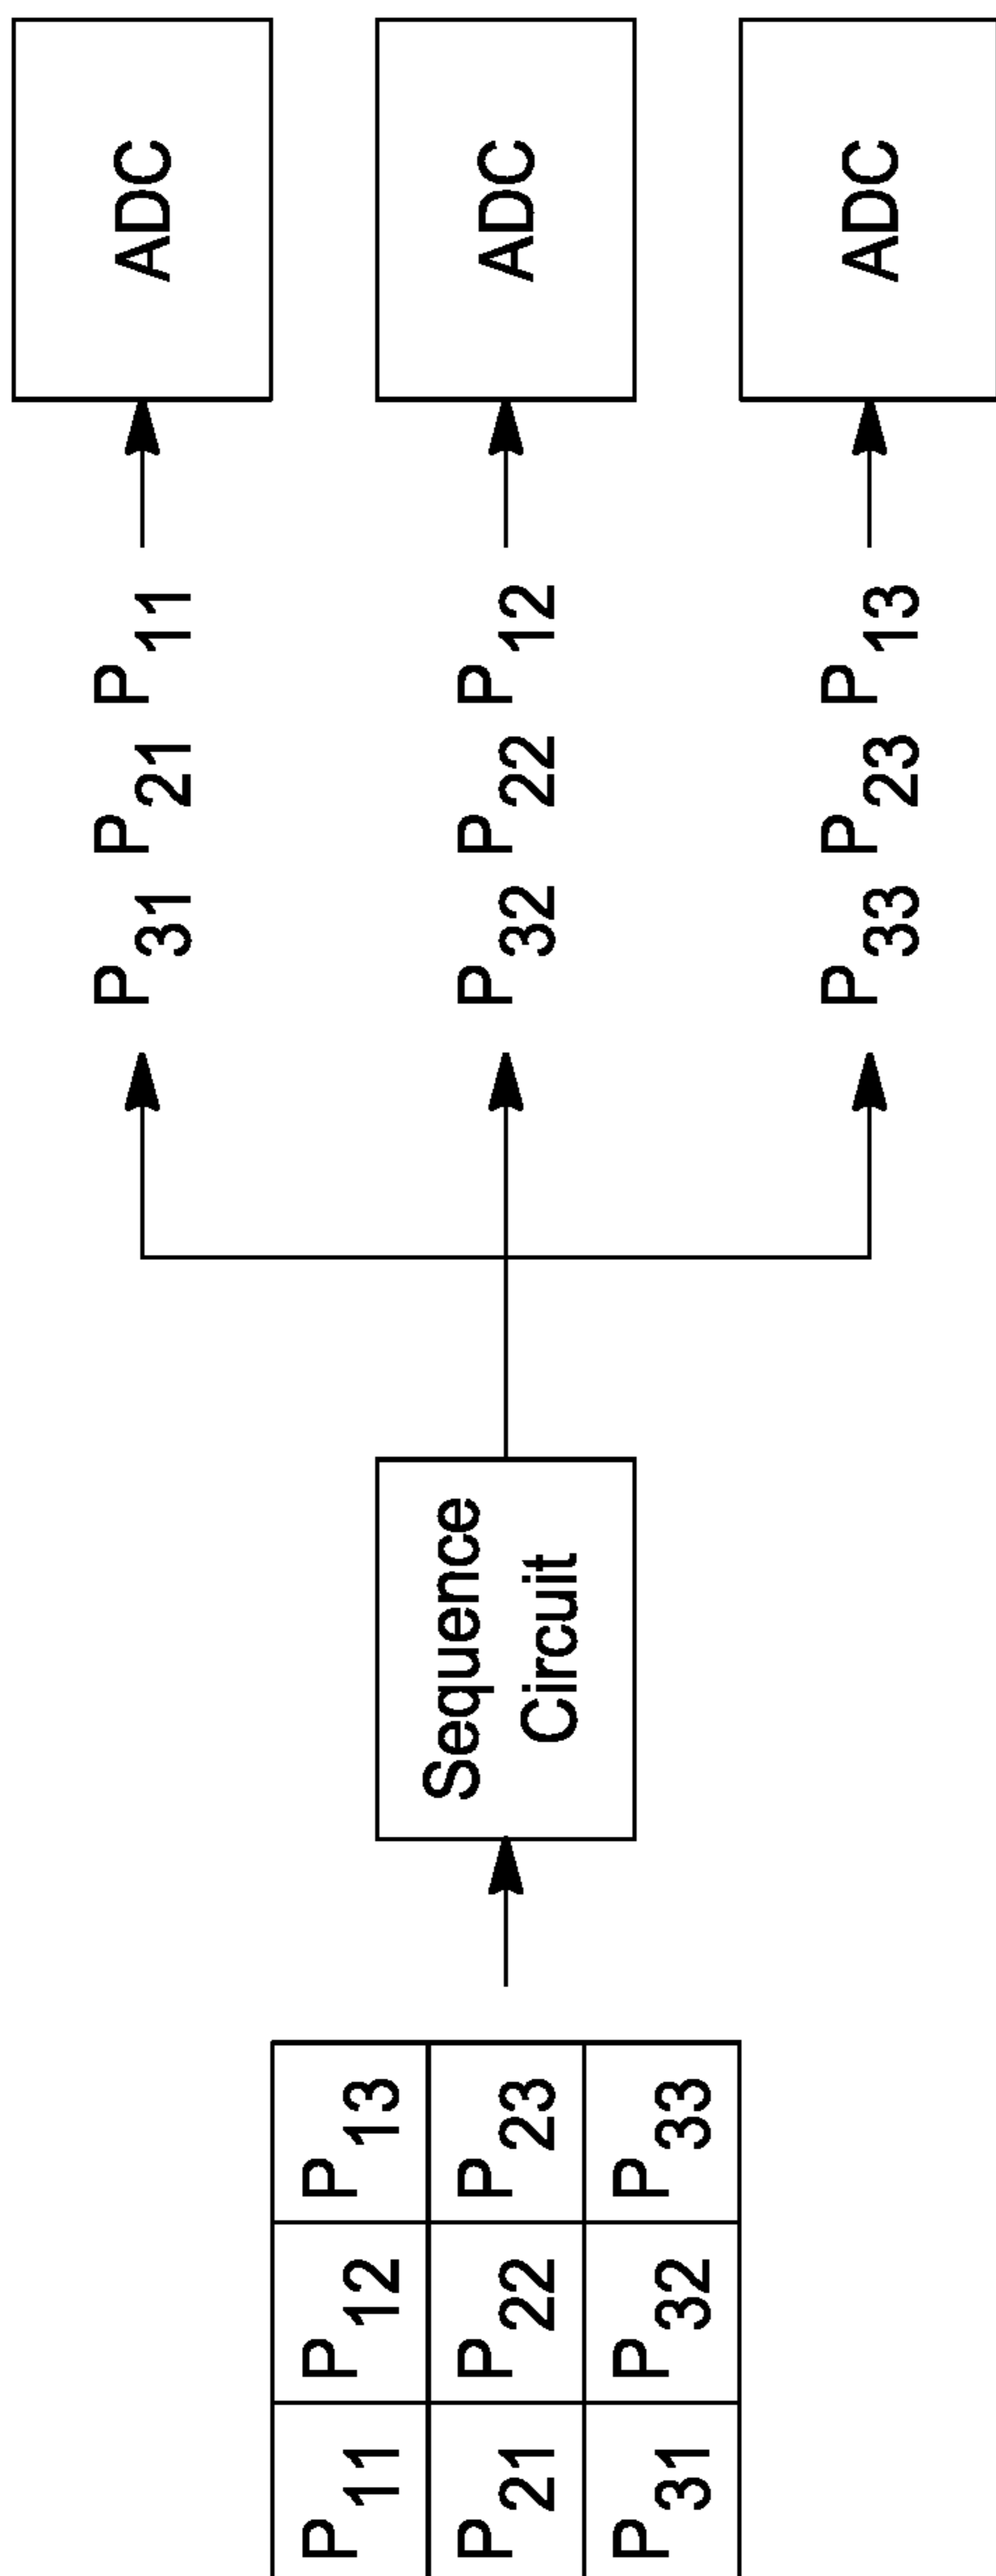 P11 P12 P13
P21 P22 P23
P31 P32 P33
Sequence
Circuit
P31 P21 P11
ADC
P32 P22 P12
ADC
P33 P23 P13
ADC